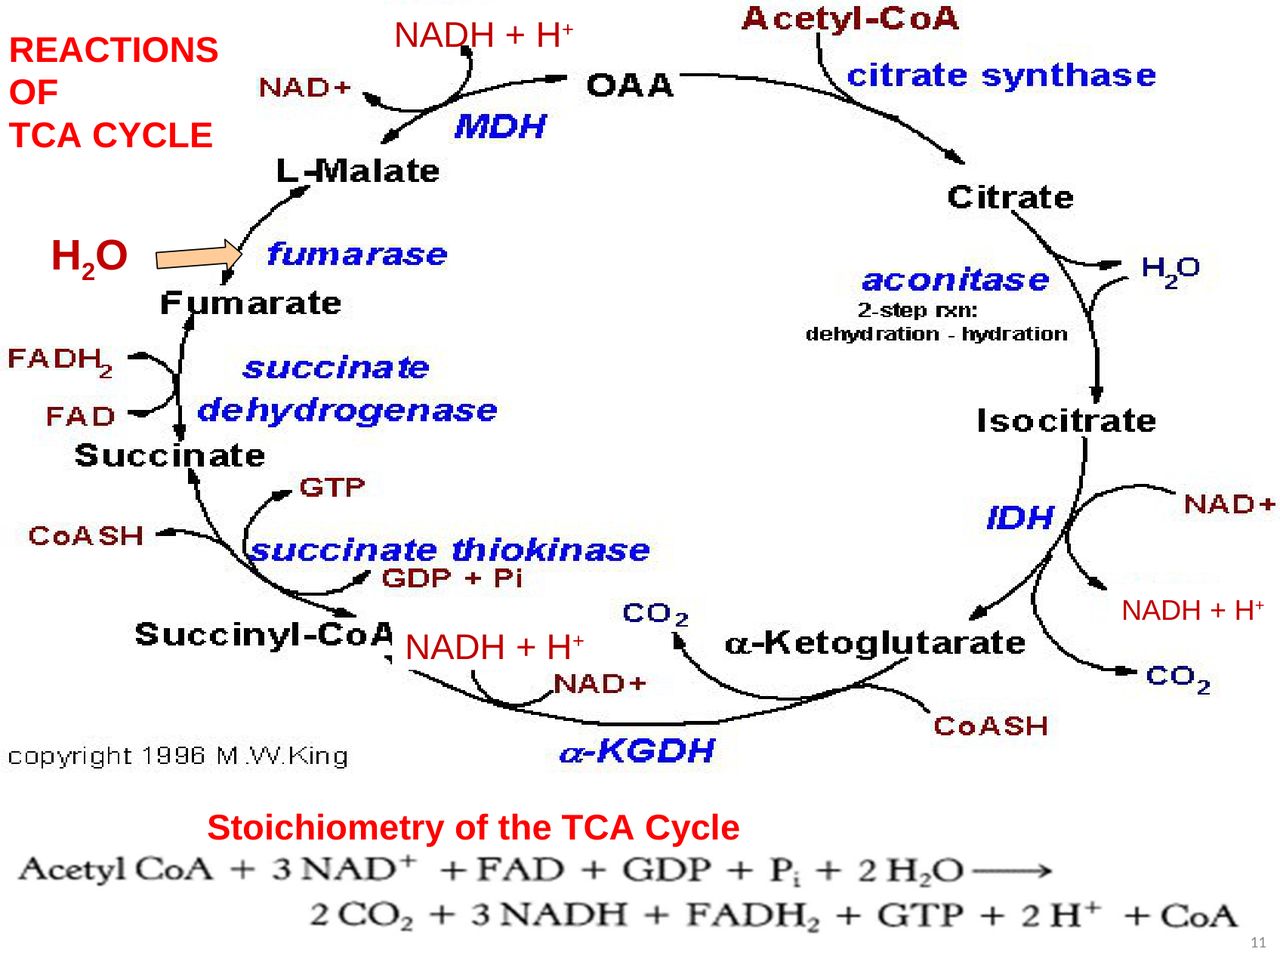 REACTIONS
OF
TCA CYCLE
NADH + H⁺
Acetyl-CoA
NAD+
OAA
citrate synthase
MDH
L-Malate
Citrate
H₂O
fumarase
aconitase
H₂O
2-step rxn:
dehydration - hydration
Fumarate
FADH₂
succinate
dehydrogenase
FAD
Isocitrate
Succinate
GTP
NAD+
IDH
CoASH
succinate thiokinase
GDP + Pi
NADH + H⁺
CO₂
Succinyl-CoA
NADH + H⁺
α-Ketoglutarate
NAD+
CO₂
CoASH
α-KGDH
copyright 1996 M.W.King
Stoichiometry of the TCA Cycle
Acetyl CoA + 3 NAD⁺ + FAD + GDP + Pᵢ + 2 H₂O ⟶
2 CO₂ + 3 NADH + FADH₂ + GTP + 2 H⁺ + CoA
11